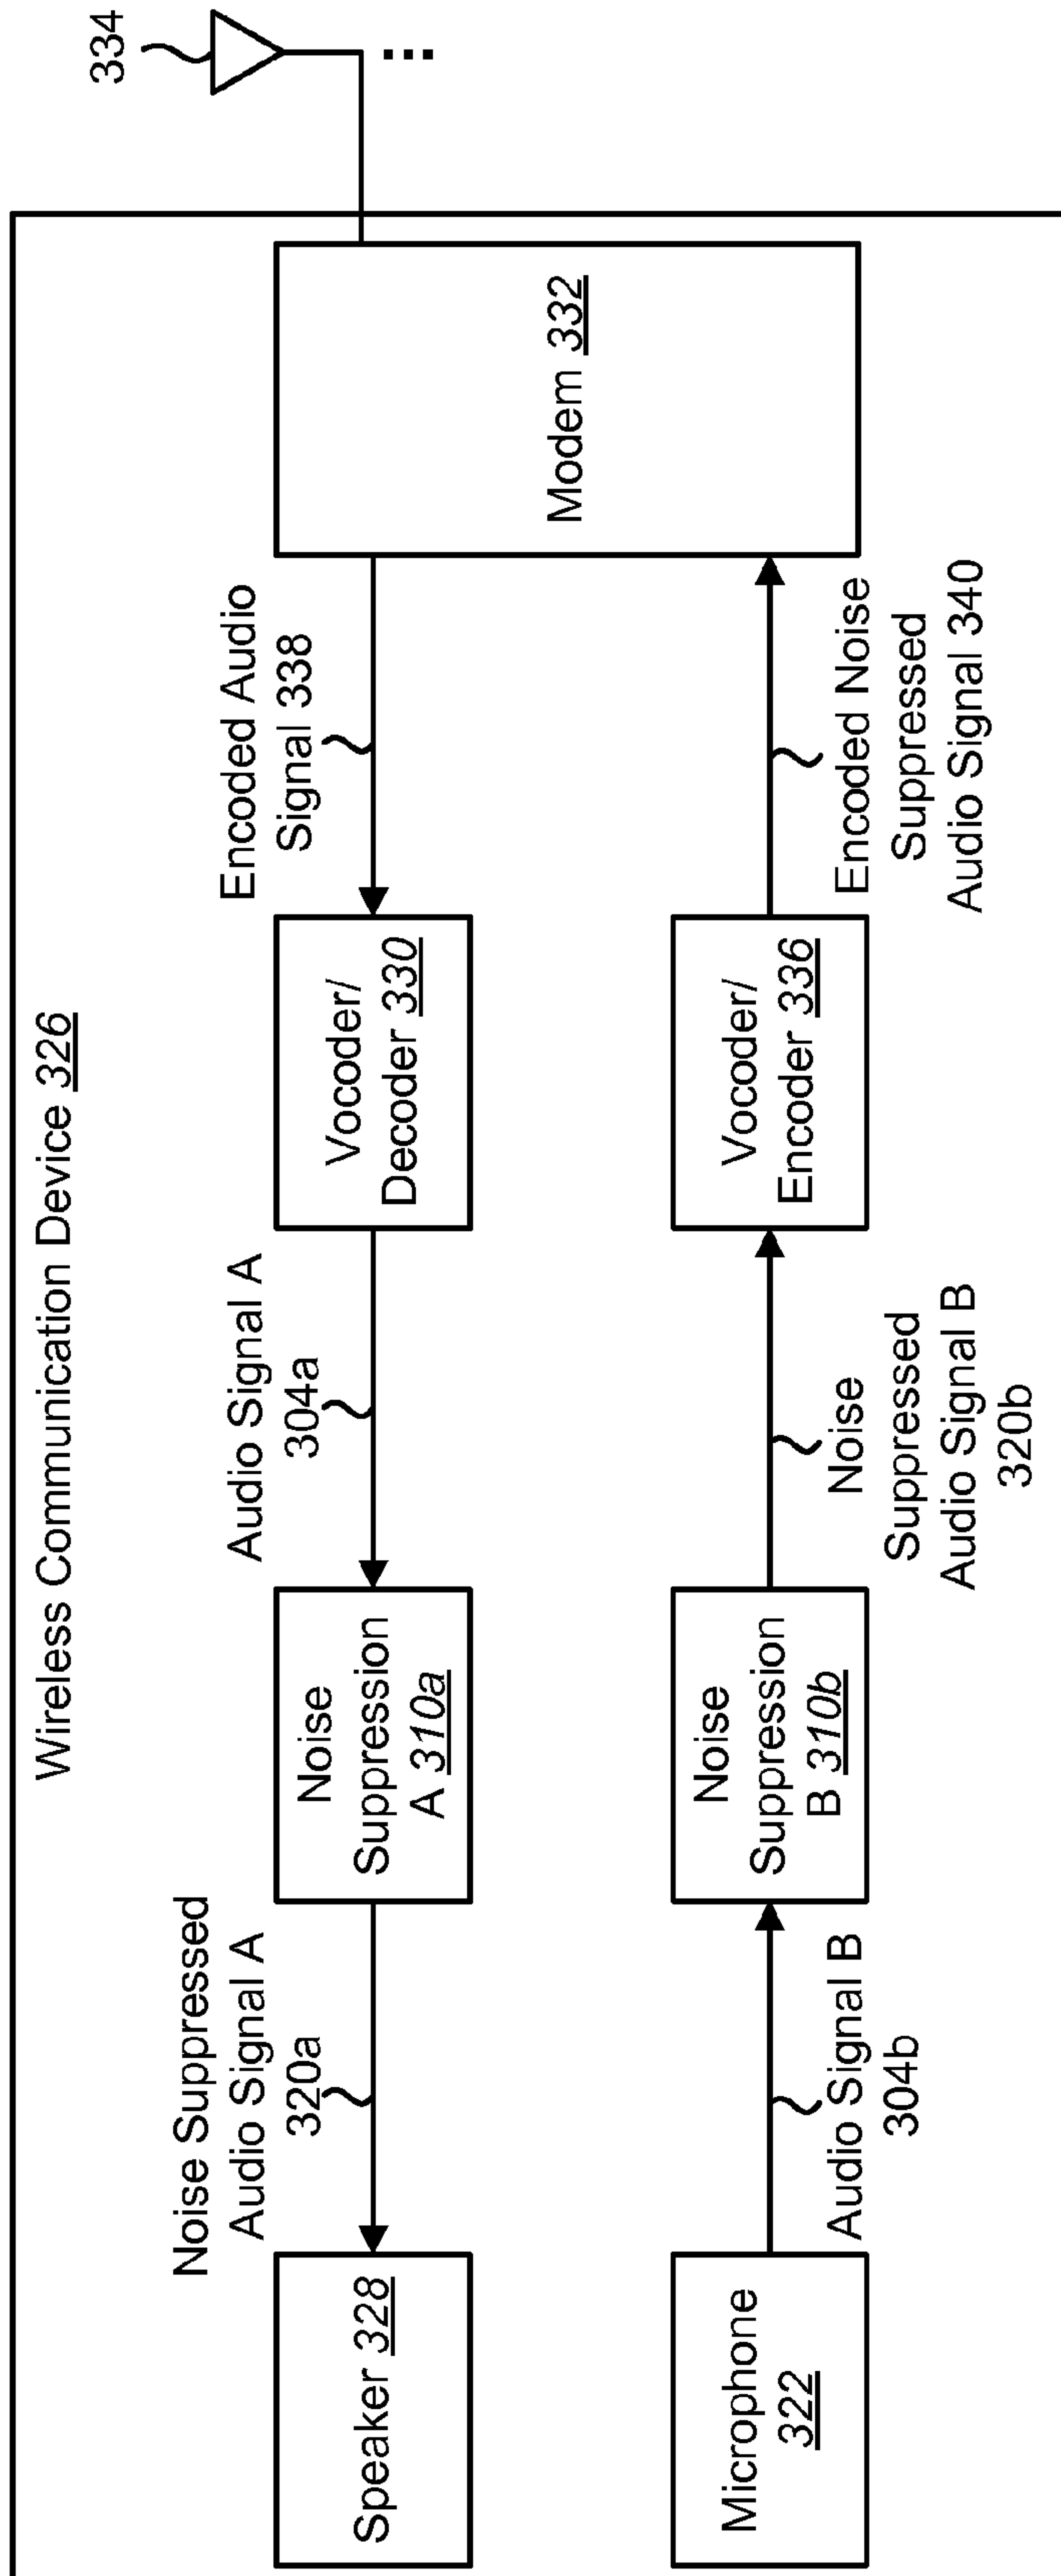 Wireless Communication Device 326
334
Noise Suppressed
Audio Signal A
320a
Audio Signal A
304a
Encoded Audio
Signal 338
Speaker 328
Noise
Suppression
A 310a
Vocoder/
Decoder 330
Modem 332
Microphone
322
Noise
Suppression
B 310b
Vocoder/
Encoder 336
Audio Signal B
304b
Noise
Suppressed
Audio Signal B
320b
Encoded Noise
Suppressed
Audio Signal 340